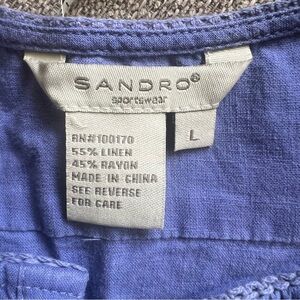 SANDRO®
sportswear
L
RN#100170
55% LINEN
45% RAYON
MADE IN CHINA
SEE REVERSE
FOR CARE